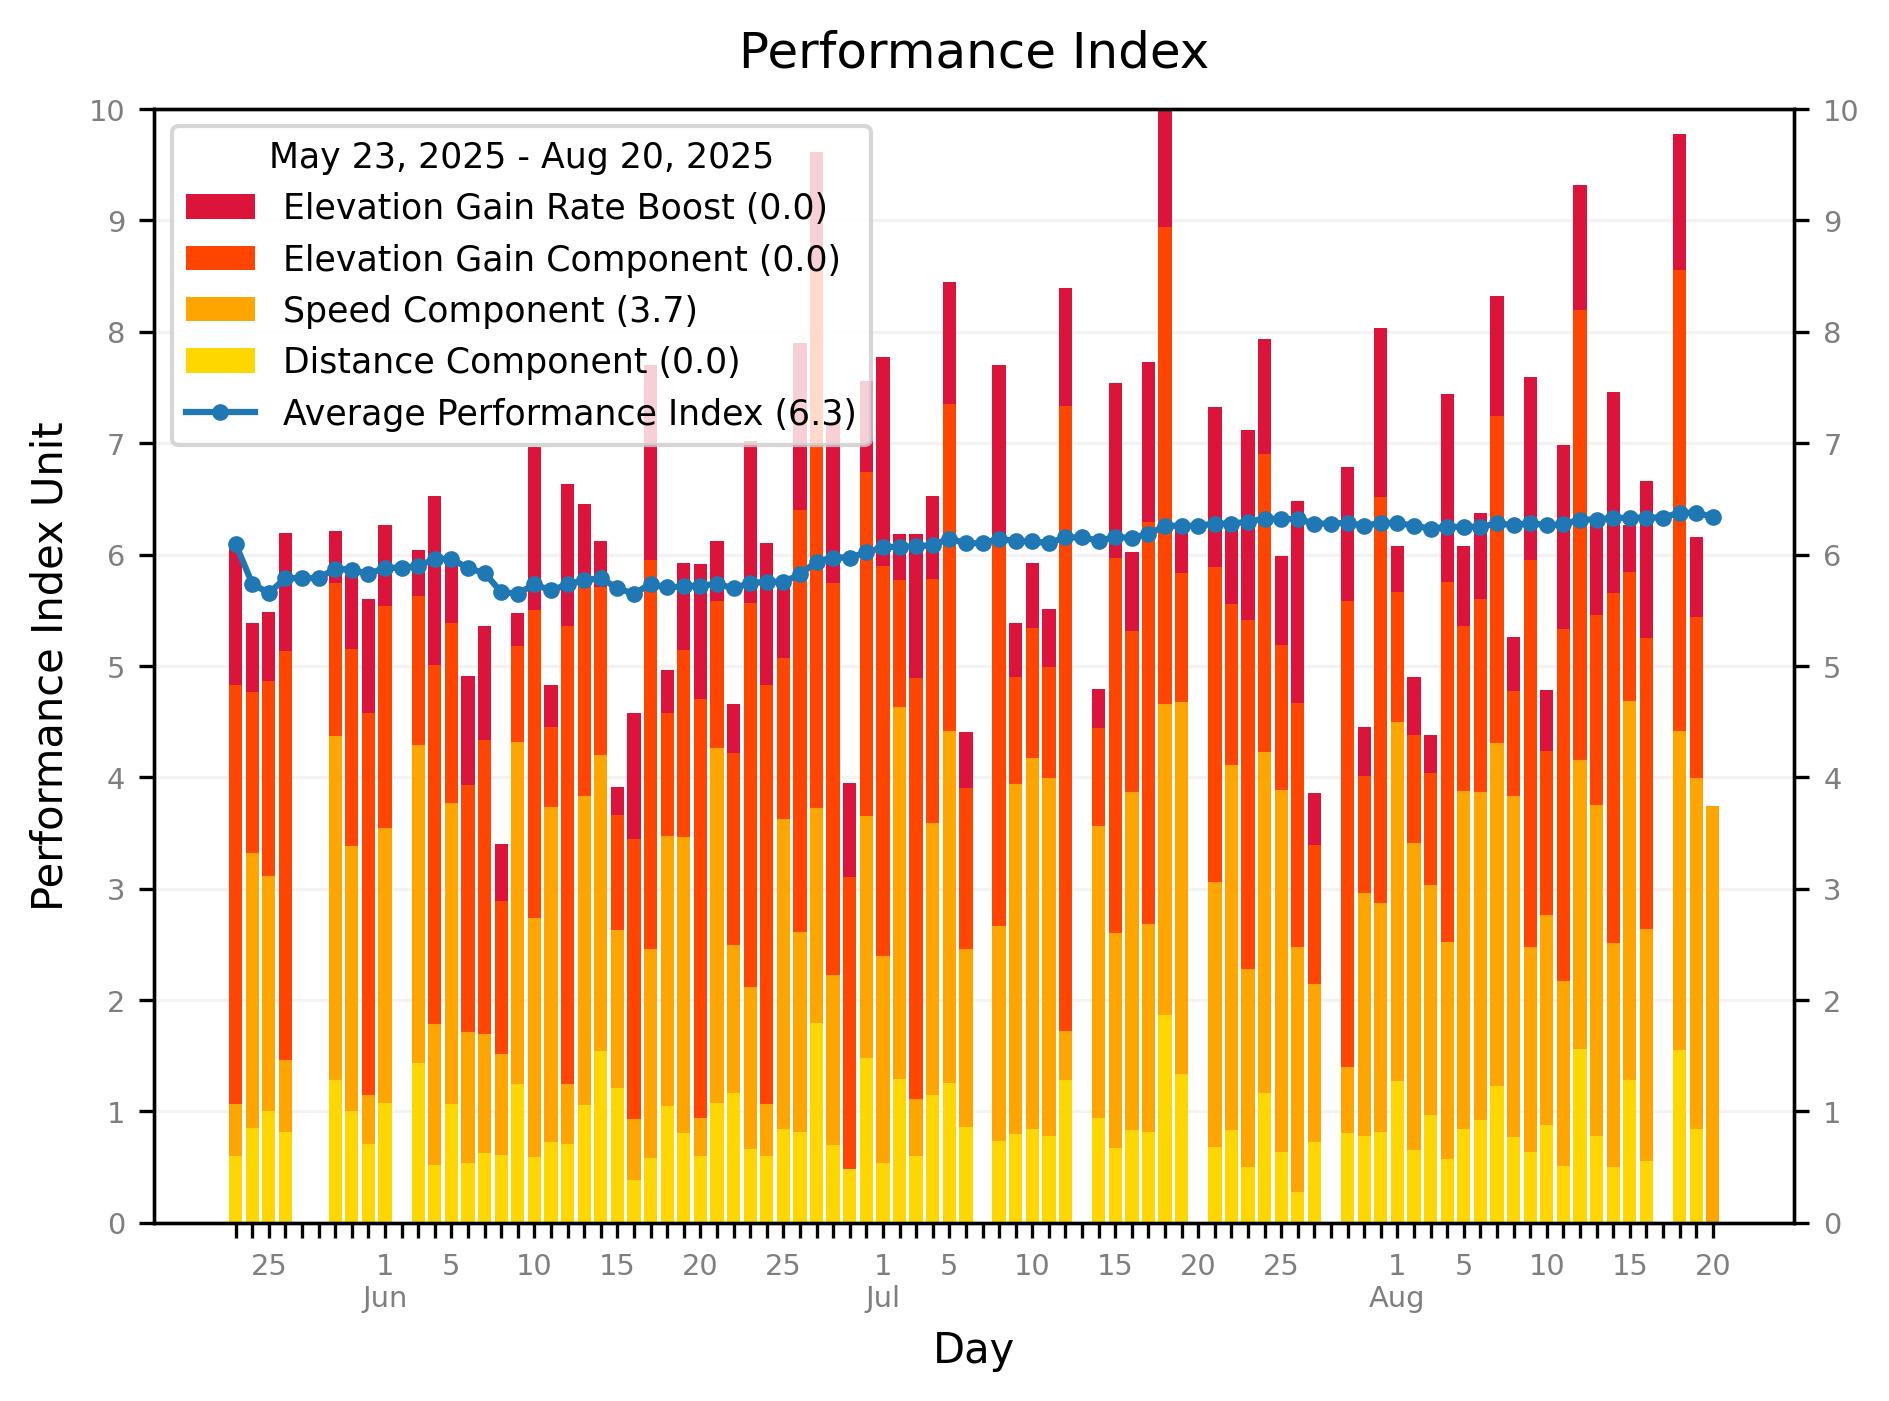 Performance Index
May 23, 2025 - Aug 20, 2025
Elevation Gain Rate Boost (0.0)
Elevation Gain Component (0.0)
Speed Component (3.7)
Distance Component (0.0)
Average Performance Index (6.3)
Performance Index Unit
10
9
8
7
6
5
4
3
2
1
0
10
9
8
7
6
5
4
3
2
1
0
25 1 5 10 15 20 25 1 5 10 15 20 25 1 5 10 15 20
Jun Jul Aug
Day